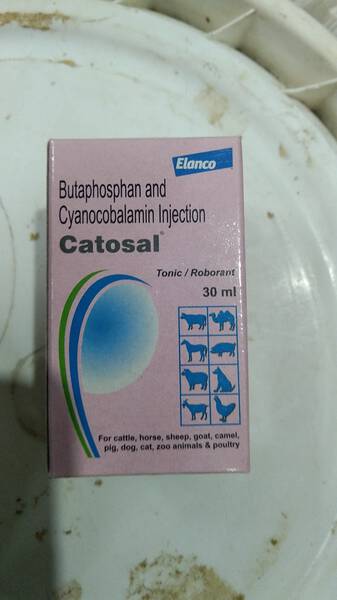 Elanco
Butaphosphan and
Cyanocobalamin Injection
Catosal®
Tonic / Roborant
30 ml
For cattle, horse, sheep, goat, camel,
pig, dog, cat, zoo animals & poultry